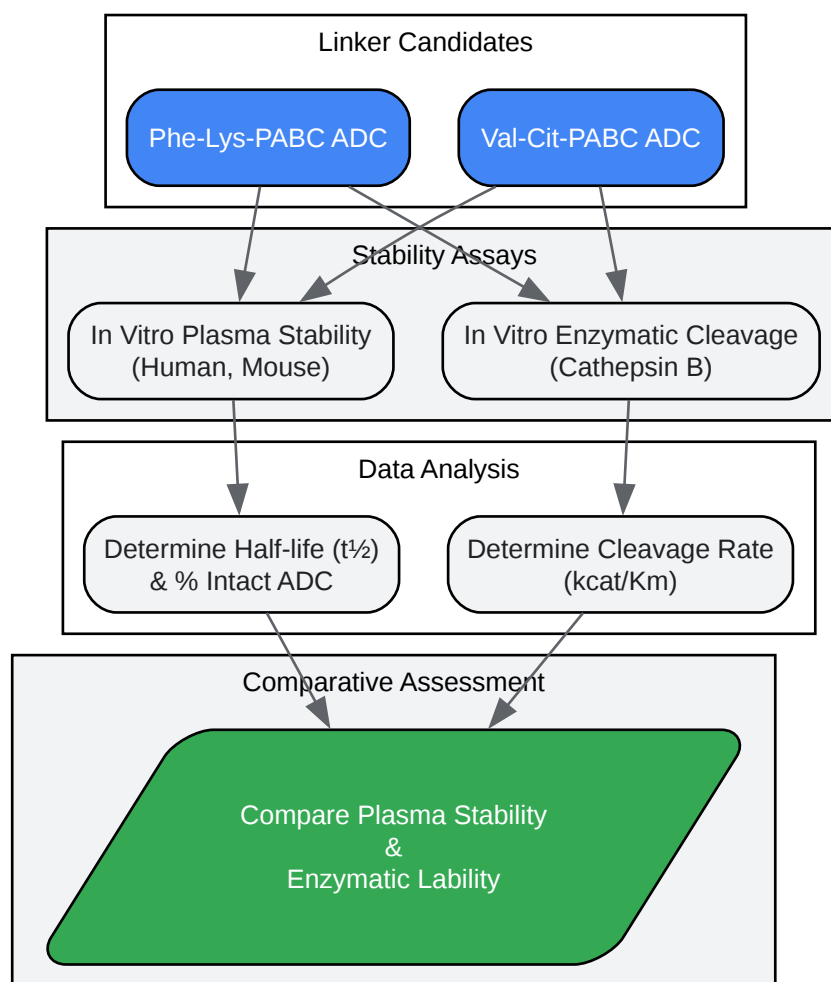 Linker Candidates
Phe-Lys-PABC ADC
Val-Cit-PABC ADC
Stability Assays
In Vitro Plasma Stability
(Human, Mouse)
In Vitro Enzymatic Cleavage
(Cathepsin B)
Data Analysis
Determine Half-life (t½)
& % Intact ADC
Determine Cleavage Rate
(kcat/Km)
Comparative Assessment
Compare Plasma Stability
&
Enzymatic Lability